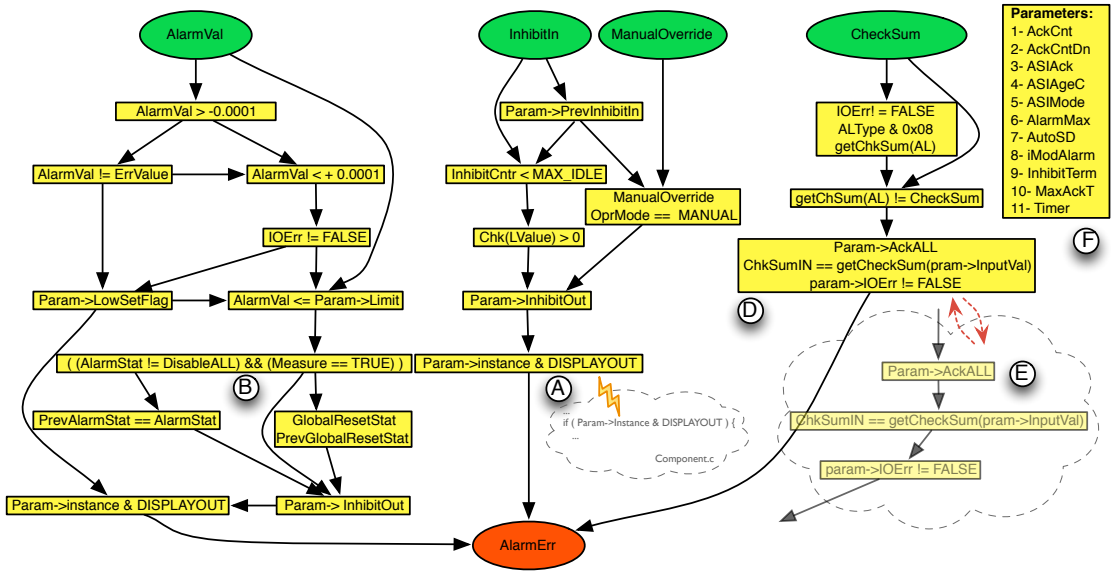 AlarmVal
InhibitIn
ManualOverride
CheckSum
Parameters:
1- AckCnt
2- AckCntDn
3- ASIAck
4- ASIAgeC
5- ASIMode
6- AlarmMax
7- AutoSD
8- iModAlarm
9- InhibitTerm
10- MaxAckT
11- Timer
F
AlarmVal > -0.0001
AlarmVal != ErrValue
AlarmVal < + 0.0001
IOErr != FALSE
Param->LowSetFlag
AlarmVal <= Param->Limit
( (AlarmStat != DisableALL) && (Measure == TRUE) )
B
PrevAlarmStat == AlarmStat
GlobalResetStat
PrevGlobalResetStat
Param->instance & DISPLAYOUT
Param-> InhibitOut
Param->PrevInhibitIn
InhibitCntr < MAX_IDLE
ManualOverride
OprMode == MANUAL
Chk(LValue) > 0
Param->InhibitOut
Param->instance & DISPLAYOUT
A
...
if ( Param->Instance & DISPLAYOUT ) {
...
Component.c
IOErr! = FALSE
ALType & 0x08
getChkSum(AL)
getChSum(AL) != CheckSum
Param->AckALL
ChkSumIN == getCheckSum(pram->InputVal)
param->IOErr != FALSE
D
Param->AckALL
E
ChkSumIN == getCheckSum(pram->InputVal)
param->IOErr != FALSE
AlarmErr